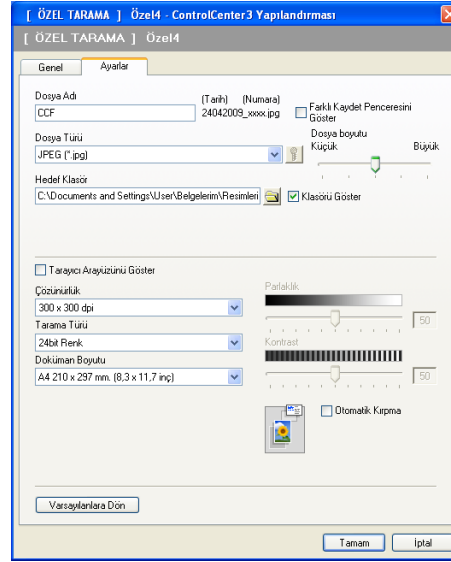 [ ÖZEL TARAMA ] Özel4 - ControlCenter3 Yapılandırması
[ ÖZEL TARAMA ] Özel4
Genel Ayarlar
Dosya Adı (Tarih) (Numara)
CCF 24042009_xxxx.jpg Farklı Kaydet Penceresini Göster
Dosya Türü Dosya boyutu
JPEG (*.jpg) Küçük Büyük
Hedef Klasör
C:\Documents and Settings\User\Belgelerim\Resimleri Klasörü Göster
Tarayıcı Arayüzünü Göster
Çözünürlük Parlaklık
300 x 300 dpi 50
Tarama Türü
24bit Renk Kontrast
Doküman Boyutu
A4 210 x 297 mm. (8,3 x 11,7 inç) 50
Otomatik Kırpma
Varsayılanlara Dön
Tamam İptal